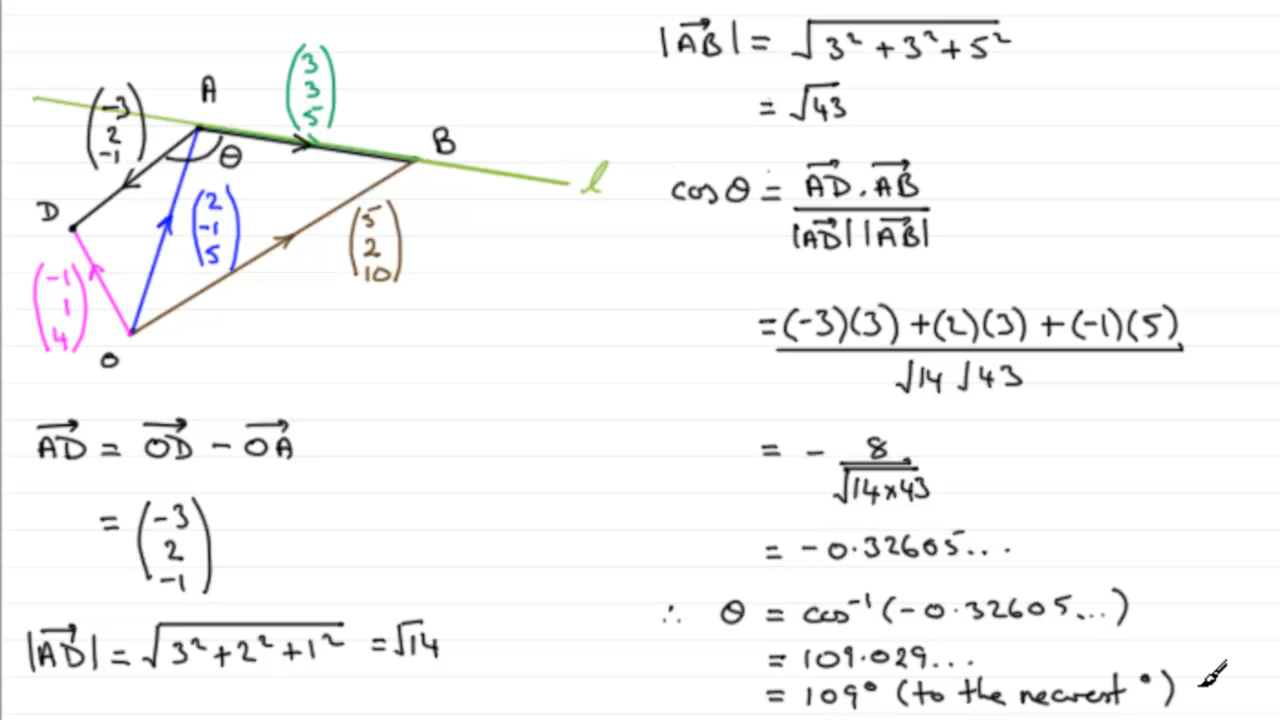 A
B
D
O
θ
l
(-3 2 -1)
(3 3 5)
(2 -1 5)
(5 2 10)
(-1 1 4)
AD⃗ = OD⃗ - OA⃗
= (-3 2 -1)
|AD⃗| = √(3² + 2² + 1²) = √14
|AB⃗| = √(3² + 3² + 5²)
= √43
cos θ = AD⃗ . AB⃗ / |AD⃗| |AB⃗|
= (-3)(3) + (2)(3) + (-1)(5) / √14 √43
= - 8 / √(14×43)
= -0.32605...
∴ θ = cos⁻¹(-0.32605...)
= 109.029...
= 109° (to the nearest °)